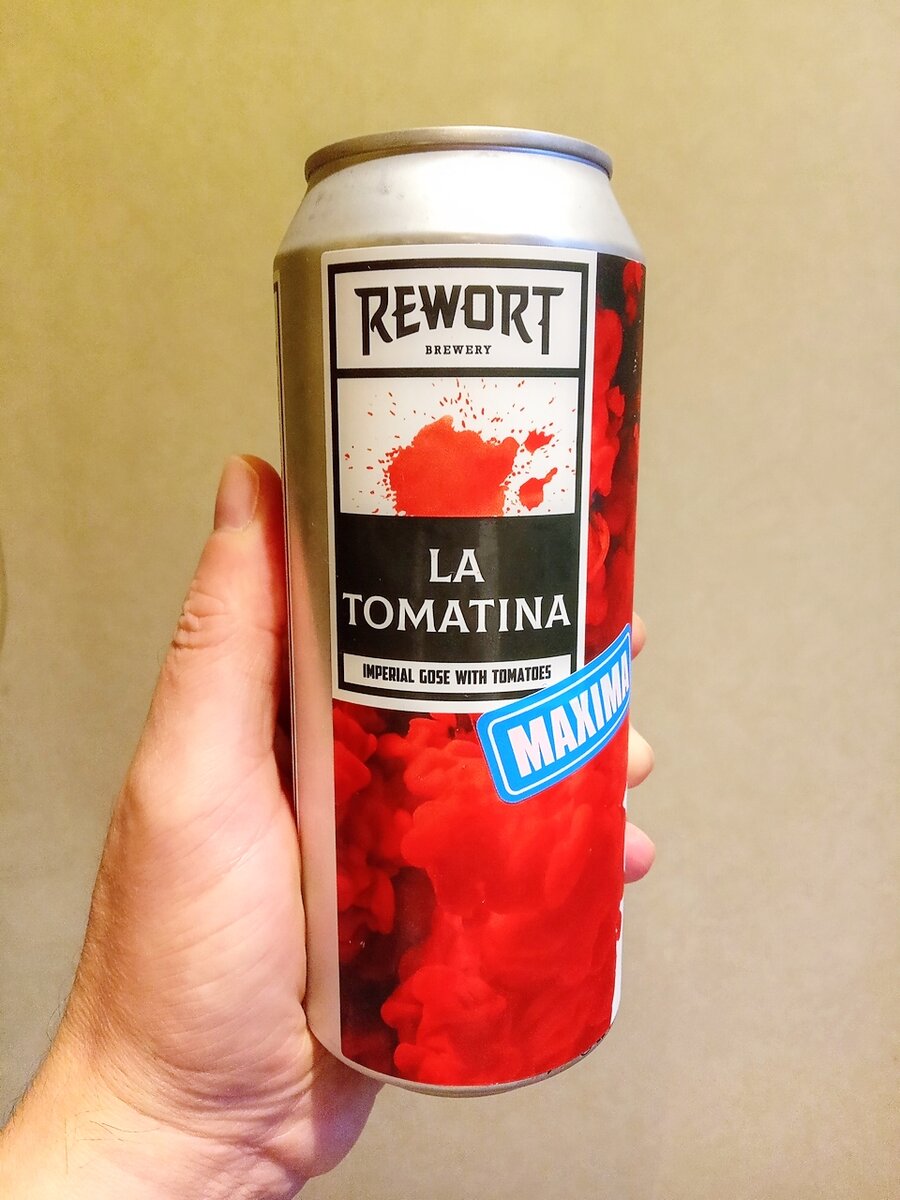 REWORT
BREWERY
LA
TOMATINA
IMPERIAL GOSE WITH TOMATOES
MAXIMA